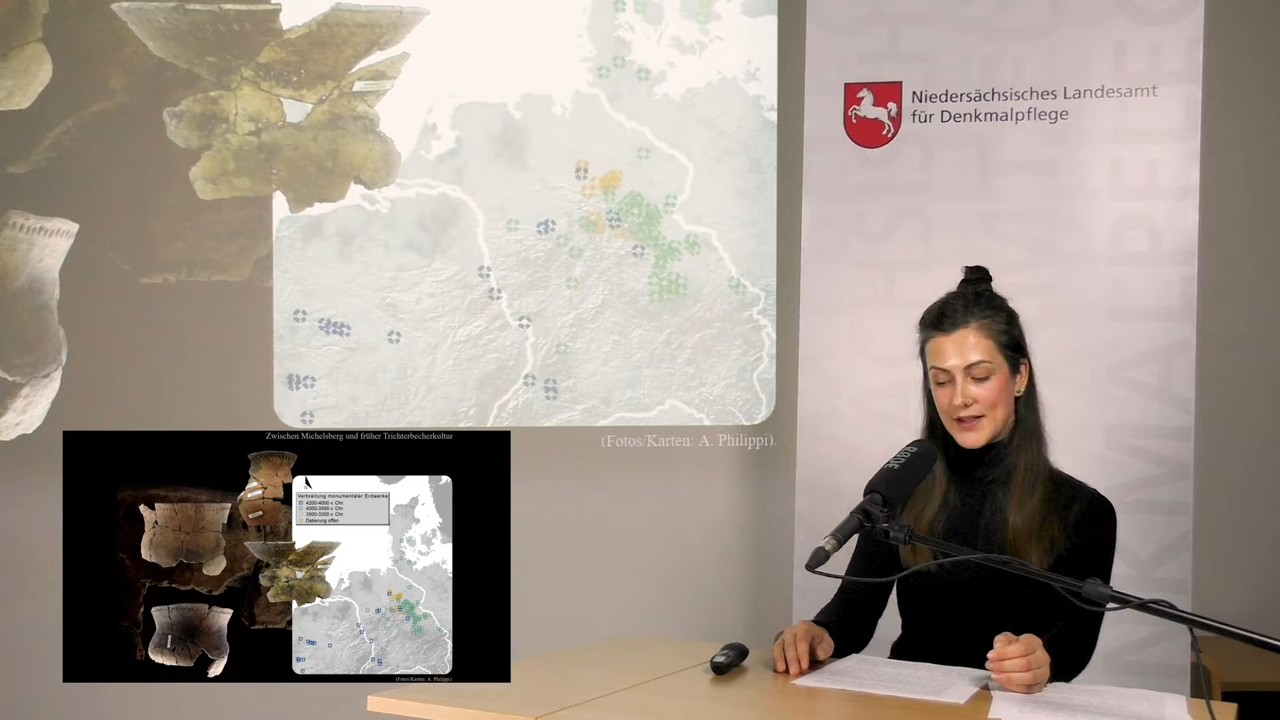 Niedersächsisches Landesamt
für Denkmalpflege
(Fotos/Karten: A. Philippi).
Zwischen Michelsberg und früher Trichterbecherkultur
N
Verbreitung monumentaler Erdwerke
4200-4000 v. Chr.
4000-3500 v. Chr.
3500-3300 v. Chr.
Datierung offen
(Fotos/Karten: A. Philippi).
RØDE